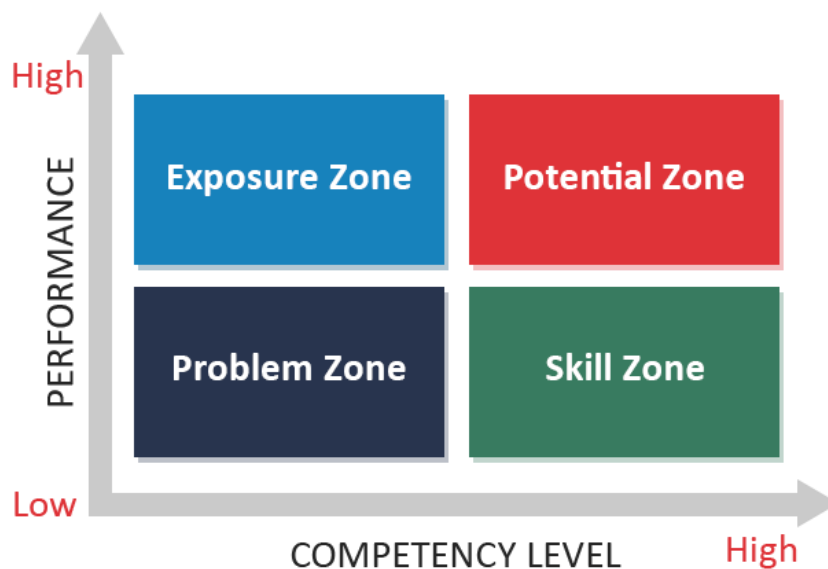 High
Exposure Zone
Potential Zone
PERFORMANCE
Problem Zone
Skill Zone
Low
COMPETENCY LEVEL
High